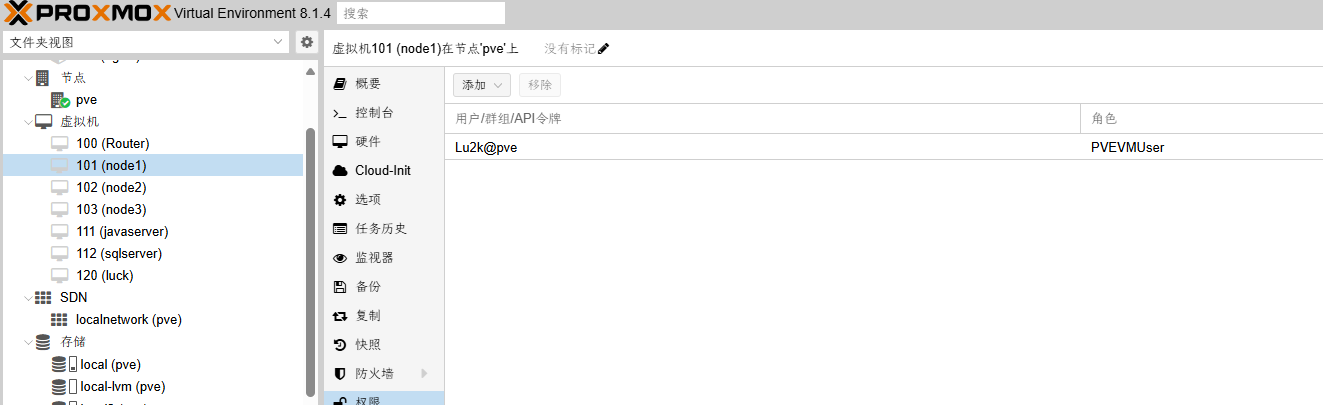 PROXMOX Virtual Environment 8.1.4 搜索
文件夹视图
节点
pve
虚拟机
100 (Router)
101 (node1)
102 (node2)
103 (node3)
111 (javaserver)
112 (sqlserver)
120 (luck)
SDN
localnetwork (pve)
存储
local (pve)
local-lvm (pve)
虚拟机101 (node1)在节点'pve'上 没有标记
概要
控制台
硬件
Cloud-Init
选项
任务历史
监视器
备份
复制
快照
防火墙
权限
添加 移除
用户/群组/API令牌 角色
Lu2k@pve PVEVMUser